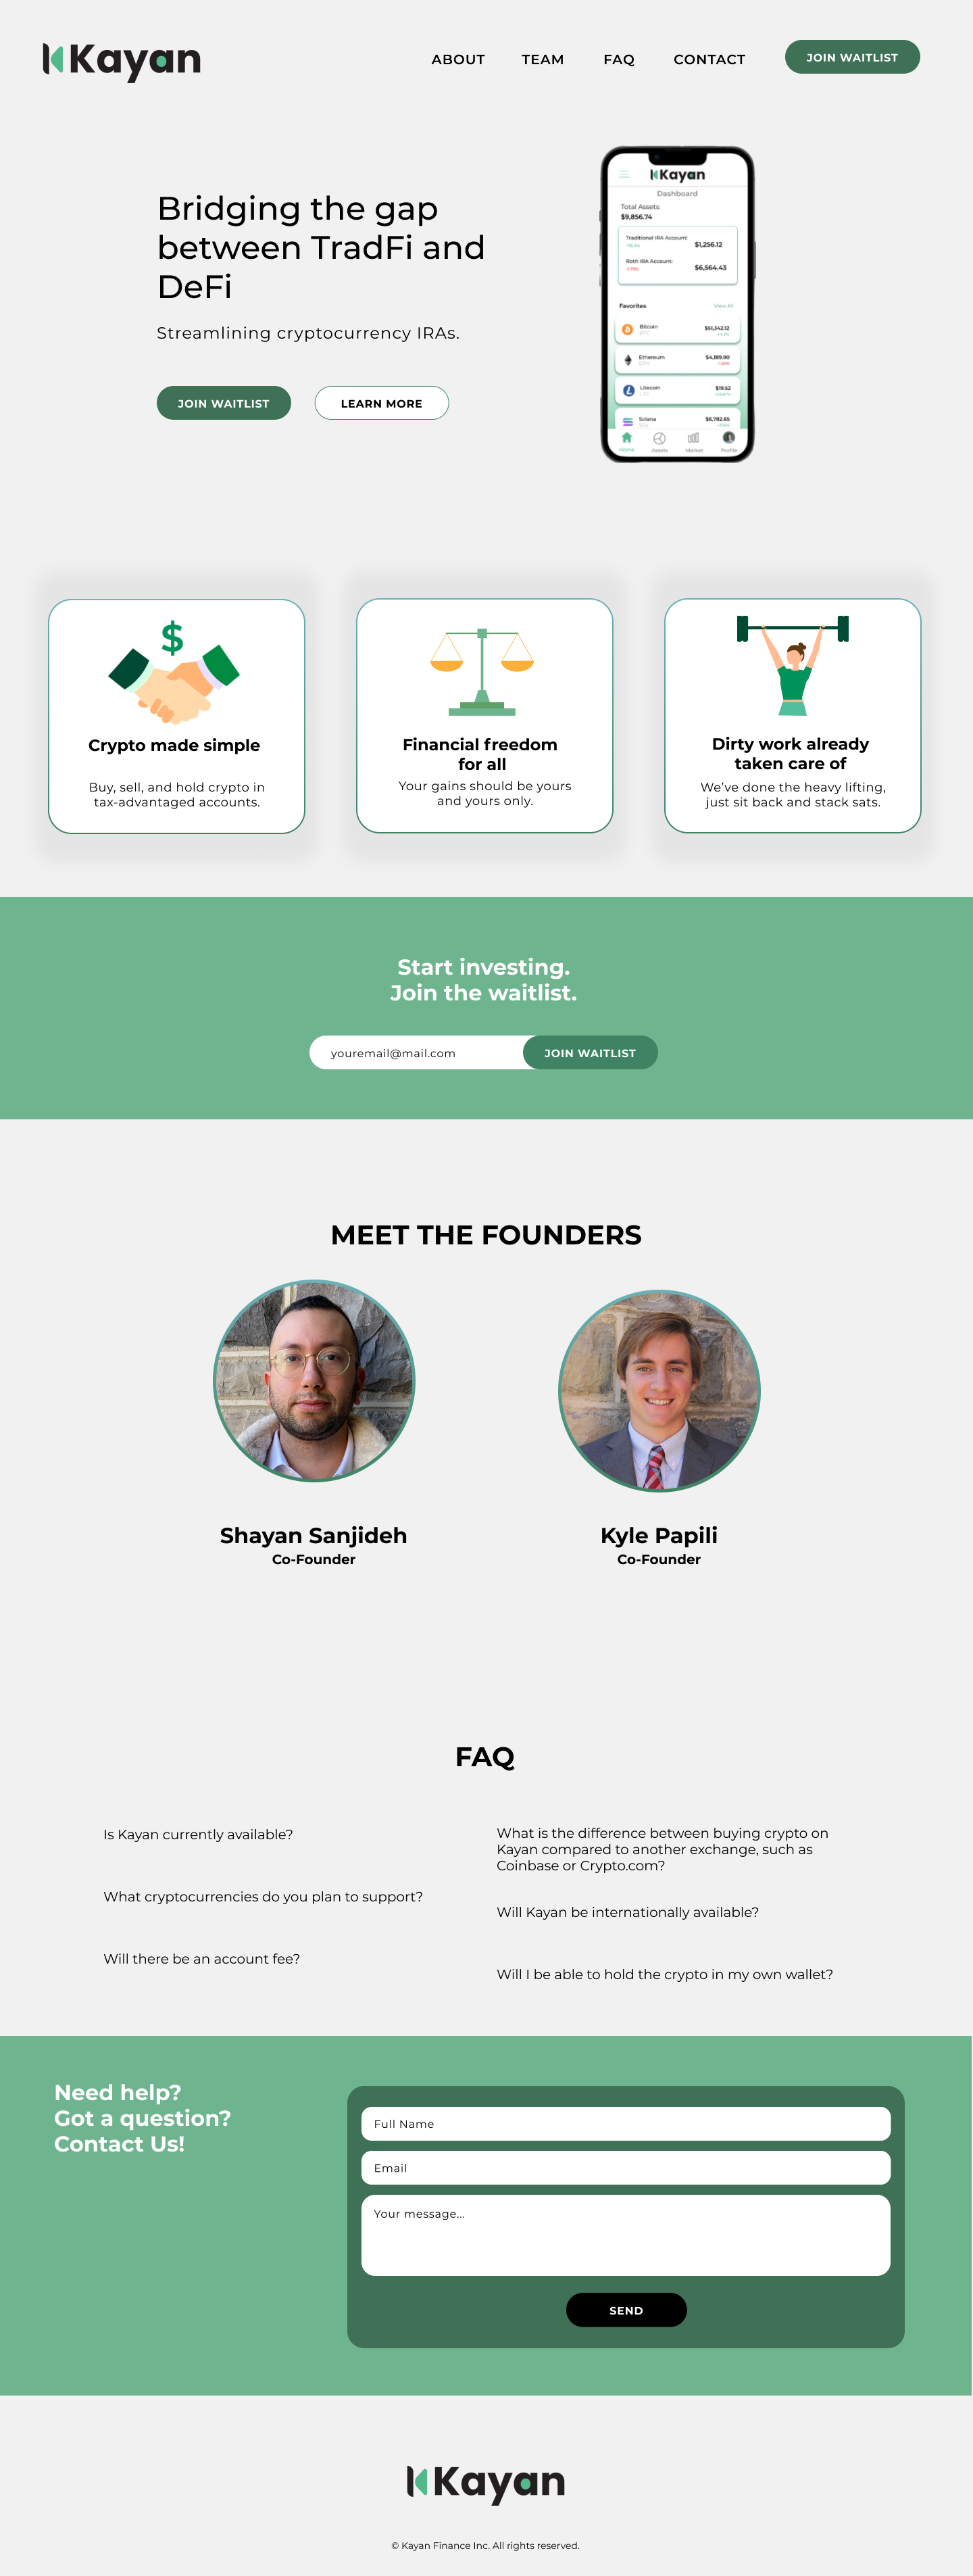 Kayan
ABOUT
TEAM
FAQ
CONTACT
JOIN WAITLIST
Bridging the gap
between TradFi and
DeFi
Streamlining cryptocurrency IRAs.
JOIN WAITLIST
LEARN MORE
Kayan
Dashboard
Total Assets:
$9,856.74
Traditional IRA Account:
$1,256.12
Roth IRA Account:
$6,564.43
Favorites
View All
Bitcoin
BTC
$51,342.12
Ethereum
ETH
$4,189.90
Litecoin
LTC
$19.52
Solana
SOL
$6,782.65
Home
Assets
Market
Profile
$
Crypto made simple
Buy, sell, and hold crypto in
tax-advantaged accounts.
Financial freedom
for all
Your gains should be yours
and yours only.
Dirty work already
taken care of
We’ve done the heavy lifting,
just sit back and stack sats.
Start investing.
Join the waitlist.
youremail@mail.com
JOIN WAITLIST
MEET THE FOUNDERS
Shayan Sanjideh
Co-Founder
Kyle Papili
Co-Founder
FAQ
Is Kayan currently available?
What cryptocurrencies do you plan to support?
Will there be an account fee?
What is the difference between buying crypto on
Kayan compared to another exchange, such as
Coinbase or Crypto.com?
Will Kayan be internationally available?
Will I be able to hold the crypto in my own wallet?
Need help?
Got a question?
Contact Us!
Full Name
Email
Your message...
SEND
Kayan
© Kayan Finance Inc. All rights reserved.